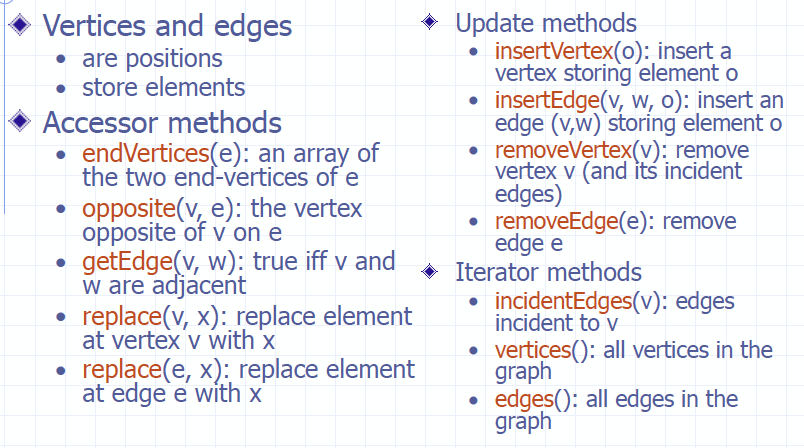 Vertices and edges
are positions
store elements
Accessor methods
endVertices(e): an array of
the two end-vertices of e
opposite(v, e): the vertex
opposite of v on e
getEdge(v, w): true iff v and
w are adjacent
replace(v, x): replace element
at vertex v with x
replace(e, x): replace element
at edge e with x
Update methods
insertVertex(o): insert a
vertex storing element o
insertEdge(v, w, o): insert an
edge (v,w) storing element o
removeVertex(v): remove
vertex v (and its incident
edges)
removeEdge(e): remove
edge e
Iterator methods
incidentEdges(v): edges
incident to v
vertices(): all vertices in the
graph
edges(): all edges in the
graph